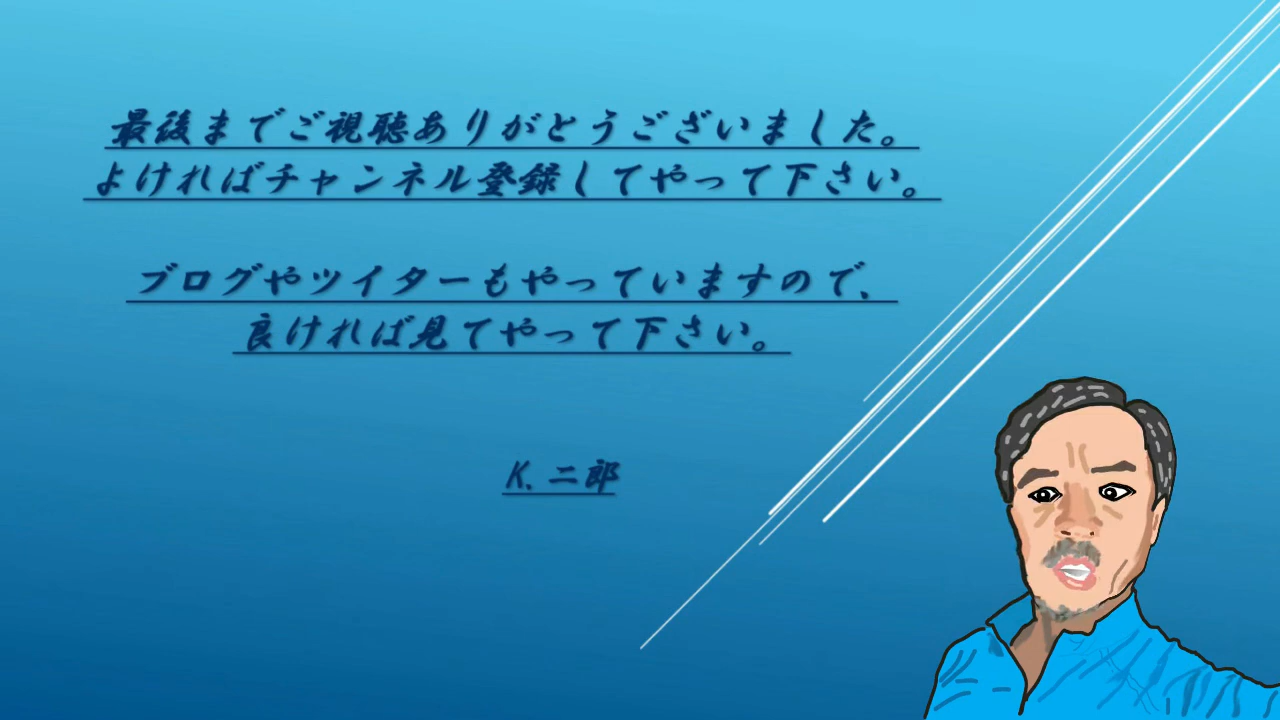 最後までご視聴ありがとうございました。
よければチャンネル登録してやって下さい。
ブログやツイターもやっていますので、
良ければ見てやって下さい。
K.二郎